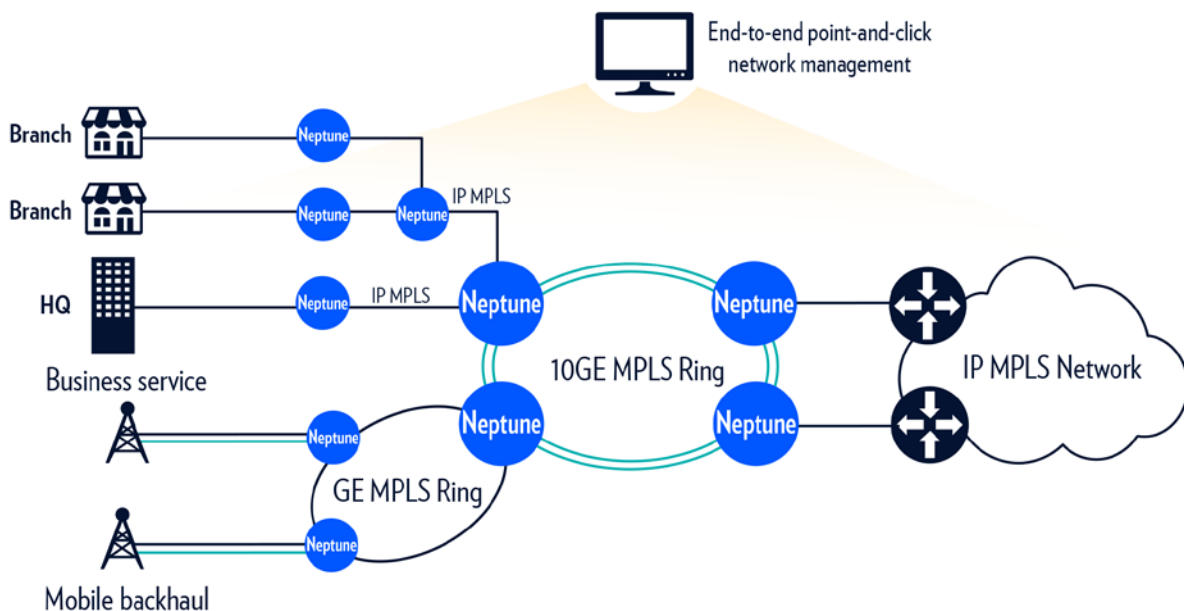 End-to-end point-and-click
network management
Branch
Neptune
Branch
Neptune
Neptune
IP MPLS
HQ
Neptune
IP MPLS
Neptune
Neptune
Business service
10GE MPLS Ring
IP MPLS Network
Neptune
Neptune
Neptune
GE MPLS Ring
Neptune
Mobile backhaul